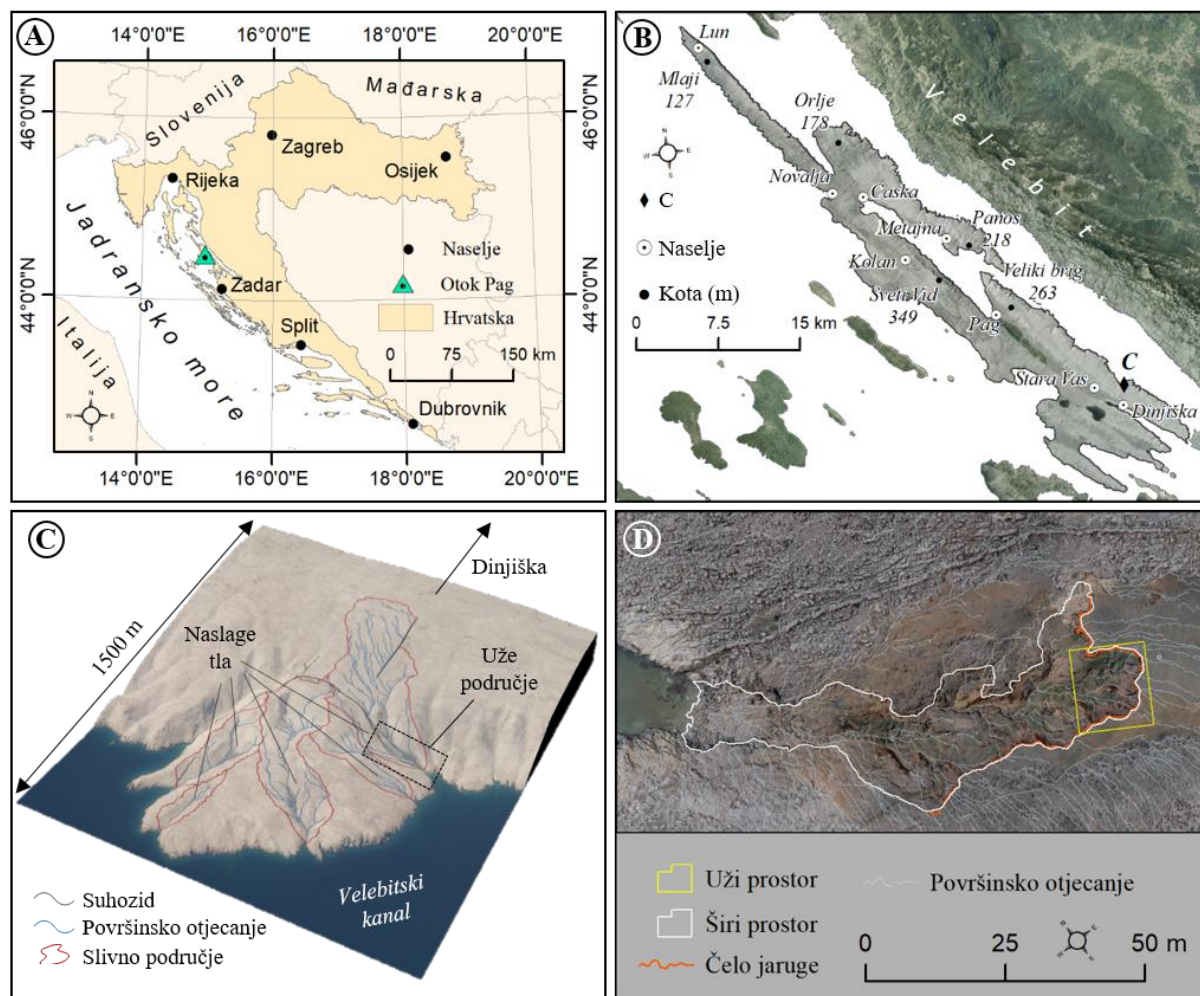 A
14°0'0"E
16°0'0"E
18°0'0"E
20°0'0"E
46°0'0"N
44°0'0"N
46°0'0"N
44°0'0"N
Slovenija
Mađarska
Zagreb
Osijek
Rijeka
Jadransko more
Zadar
Split
Dubrovnik
Italija
Naselje
Otok Pag
Hrvatska
0 75 150 km
N
W E
S
14°0'0"E
16°0'0"E
18°0'0"E
20°0'0"E
B
Lun
Mlaji
127
Orlje
178
Velebit
Novalja
Caska
Metajna
Panos
218
Kolan
Veliki brig
263
Sveti Vid
349
Pag
C
Stara Vas
Dinjiška
N
W E
S
C
Naselje
Kota (m)
0 7.5 15 km
C
1500 m
Dinjiška
Naslage
tla
Uže
područje
Velebitski
kanal
Suhozid
Površinsko otjecanje
Slivno područje
D
Uži prostor
Površinsko otjecanje
Širi prostor
Čelo jaruge
0 25 50 m